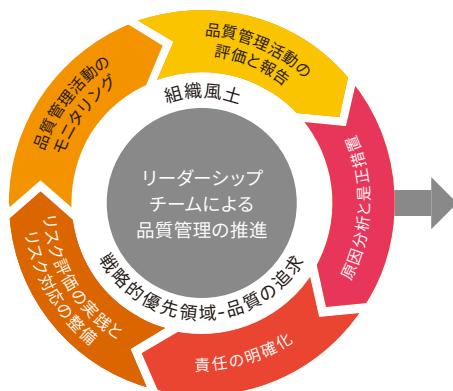 品質管理活動の
評価と報告
原因分析と是正措置
責任の明確化
リスク評価の実践と
リスク対応の整備
品質管理活動の
モニタリング
組織風土
リーダーシップ
チームによる
品質管理の推進
戦略的優先領域-品質の追求